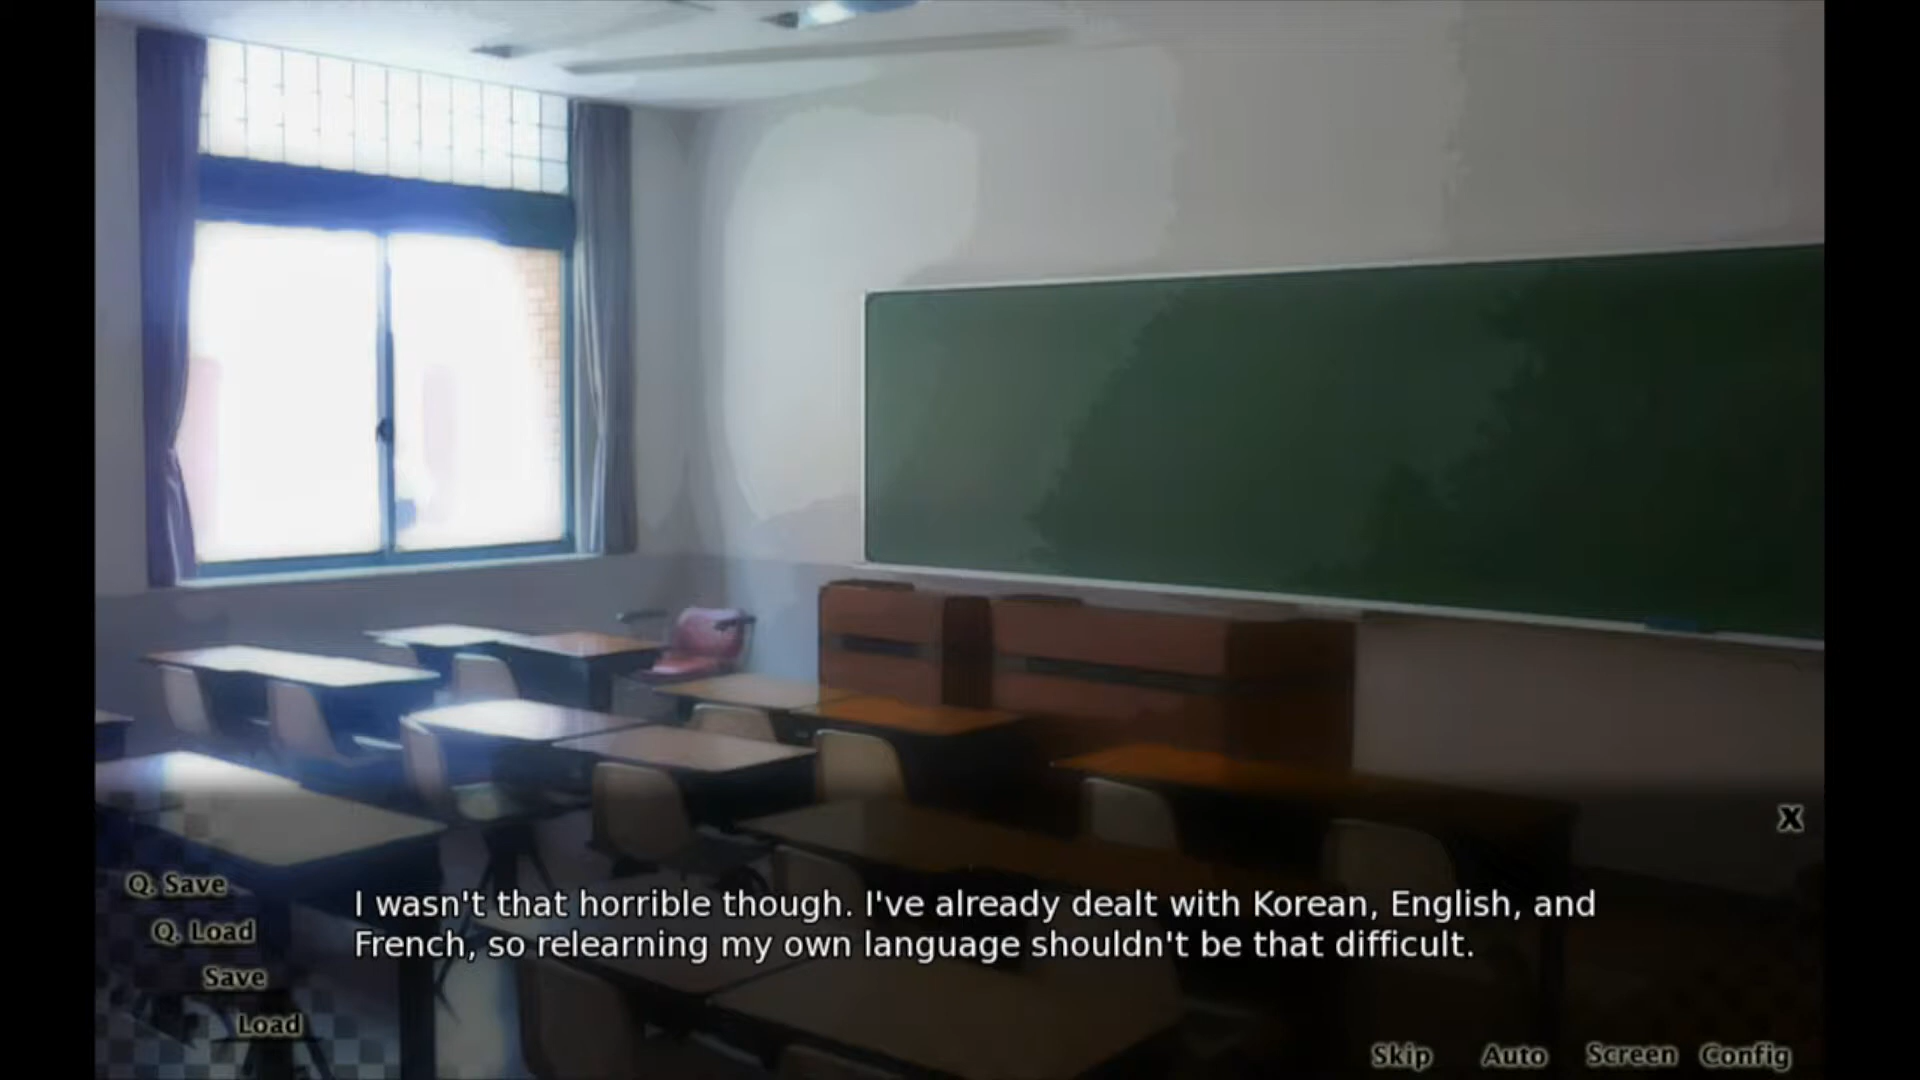 X
Q. Save
I wasn't that horrible though. I've already dealt with Korean, English, and
Q. Load
French, so relearning my own language shouldn't be that difficult.
Save
Load
Skip Auto Screen Config